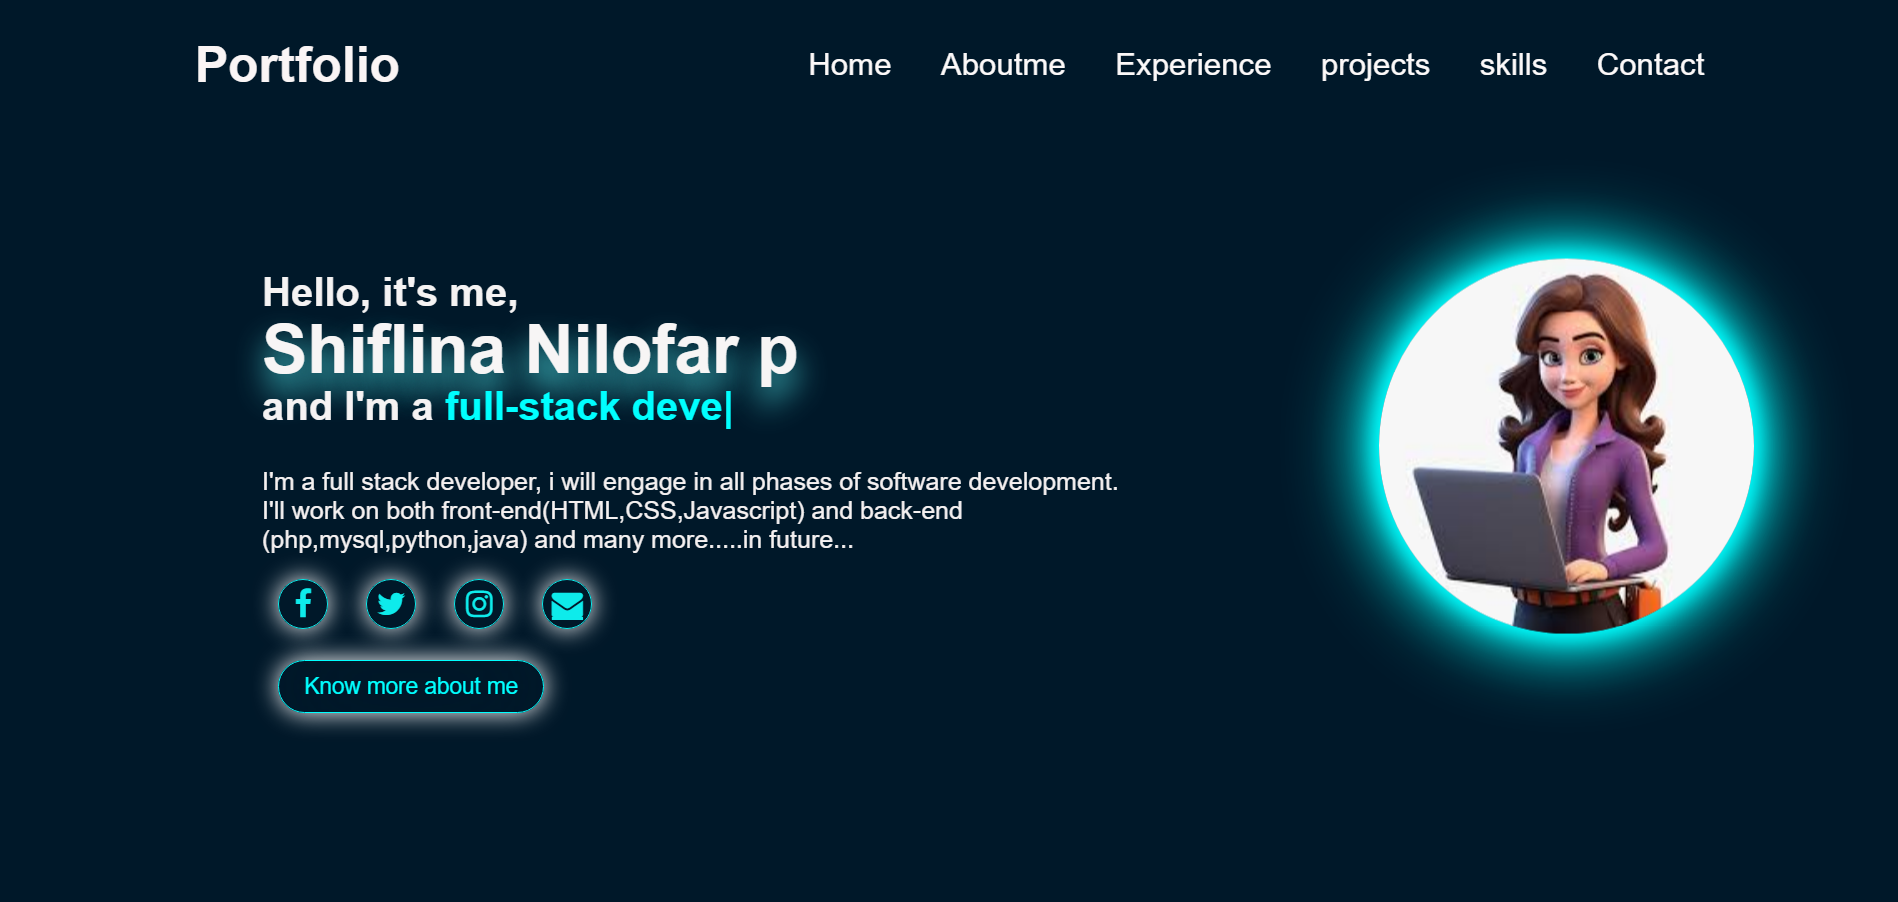 Portfolio
Home Aboutme Experience projects skills Contact
Hello, it's me,
Shiflina Nilofar p
and I'm a full-stack deve|
I'm a full stack developer, i will engage in all phases of software development.
I'll work on both front-end(HTML,CSS,Javascript) and back-end
(php,mysql,python,java) and many more.....in future...
Know more about me